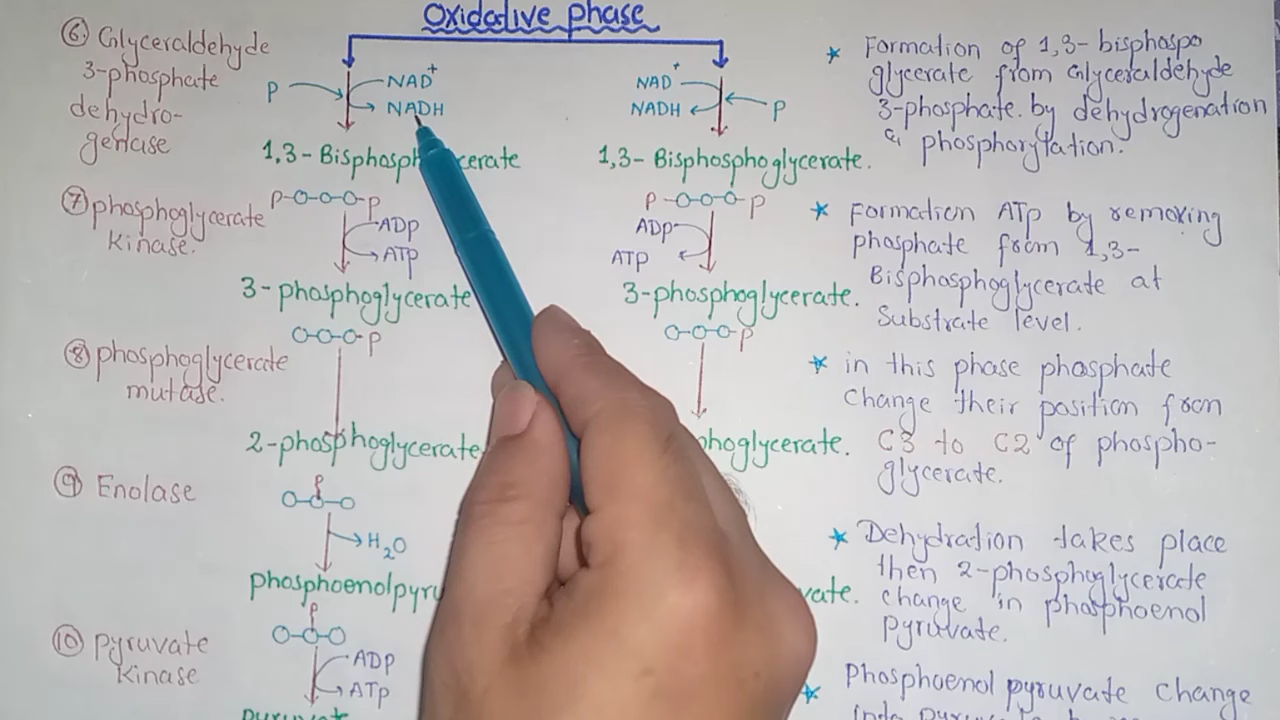 Oxidative phase
⑥ Glyceraldehyde
3-phosphate
dehydro-
genase
P NAD+
NADH
NAD+
NADH P
1,3- Bisphosph cerate
1,3- Bisphosphoglycerate.
★ Formation of 1,3-bisphospo
glycerate from Glyceraldehyde
3-phosphate by dehydrogenation
& phosphorylation.
⑦ phosphoglycerate
kinase.
P-O-O-O-P
ADP
ATP
P-O-O-O-P
ADP
ATP
3-phosphoglycerate
3-phosphoglycerate.
★ Formation ATP by removing
phosphate from 1,3-
Bisphosphoglycerate at
Substrate level.
O-O-O-P
O-O-O-P
⑧ phosphoglycerate
mutase.
2-phosphoglycerate
phoglycerate.
★ in this phase phosphate
Change their position from
C3 to C2 of phospho-
glycerate.
⑨ Enolase
P
O-O-O
H2O
phosphoenolpyru
vate.
★ Dehydration takes place
then 2-phosphoglycerate
change in phosphoenol
pyruvate.
⑩ pyruvate
kinase
P
O-O-O
ADP
ATP
pyruvate
★ Phosphoenol pyruvate change